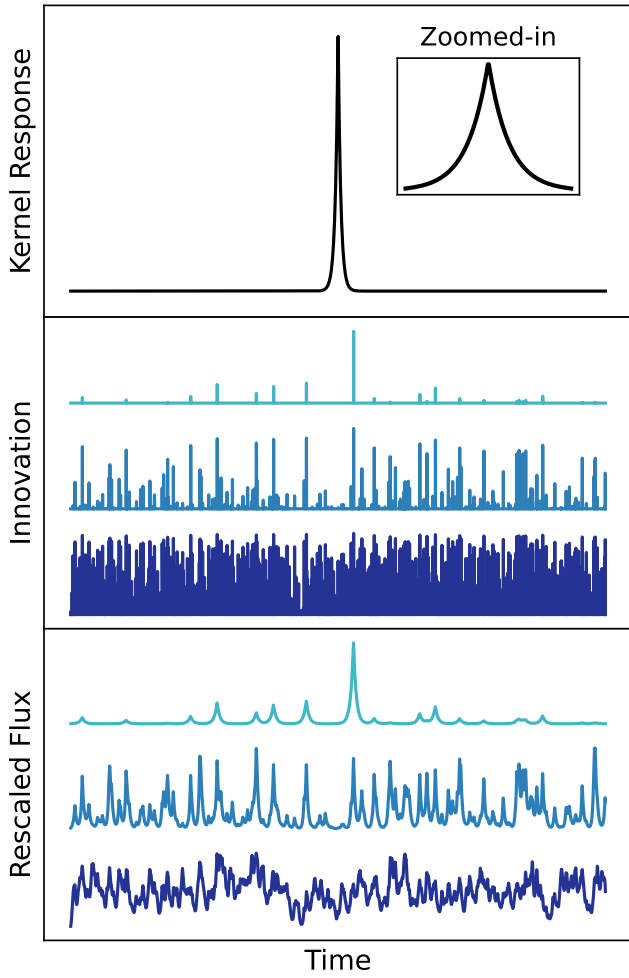 Zoomed-in
Kernel Response
Innovation
Rescaled Flux
Time